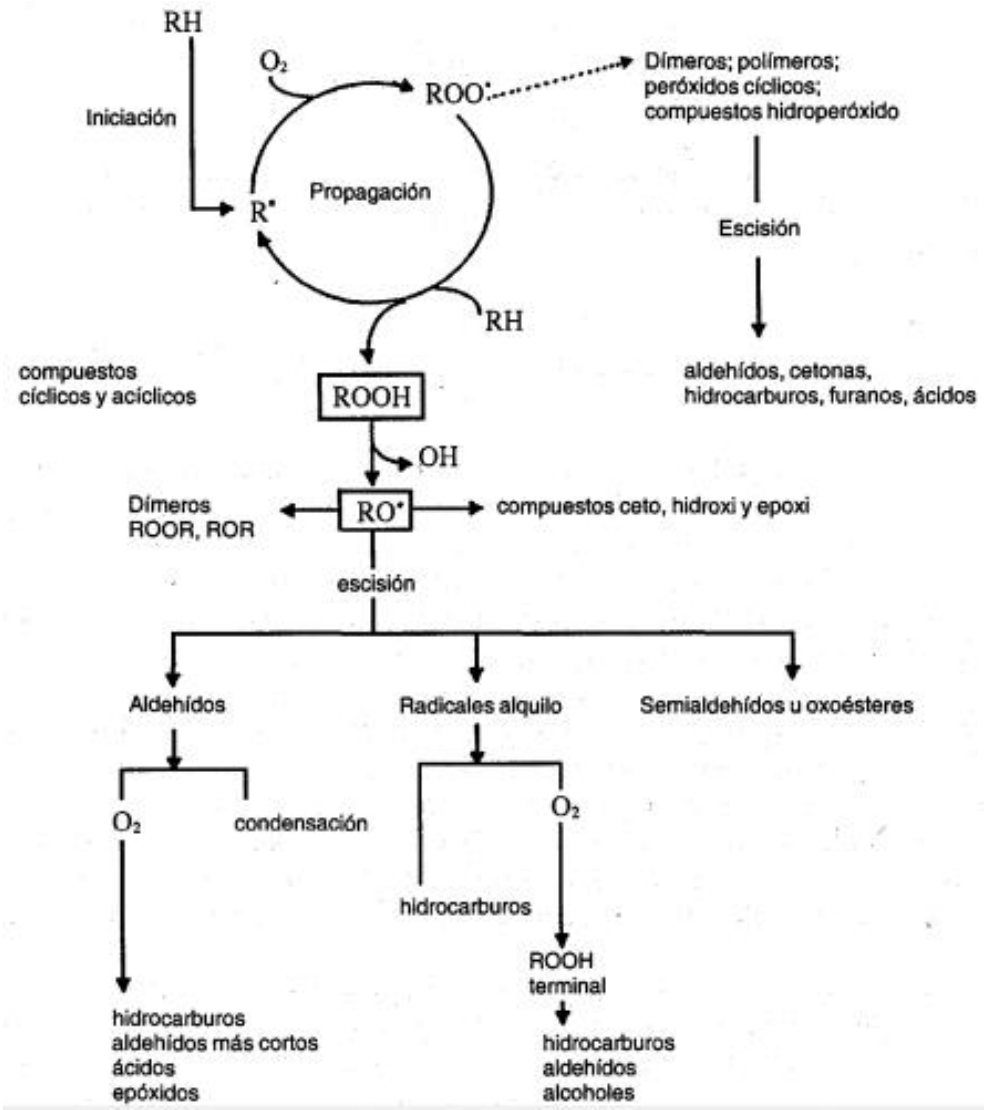 RH
O₂
ROO•
Dímeros; polímeros;
peróxidos cíclicos;
compuestos hidroperóxido
Iniciación
Propagación
R•
Escisión
RH
compuestos
cíclicos y acíclicos
ROOH
aldehídos, cetonas,
hidrocarburos, furanos, ácidos
OH
Dímeros
ROOR, ROR
RO•
compuestos ceto, hidroxi y epoxi
escisión
Aldehídos
Radicales alquilo
Semialdehídos u oxoésteres
O₂
condensación
O₂
hidrocarburos
ROOH
terminal
hidrocarburos
aldehídos más cortos
ácidos
epóxidos
hidrocarburos
aldehídos
alcoholes